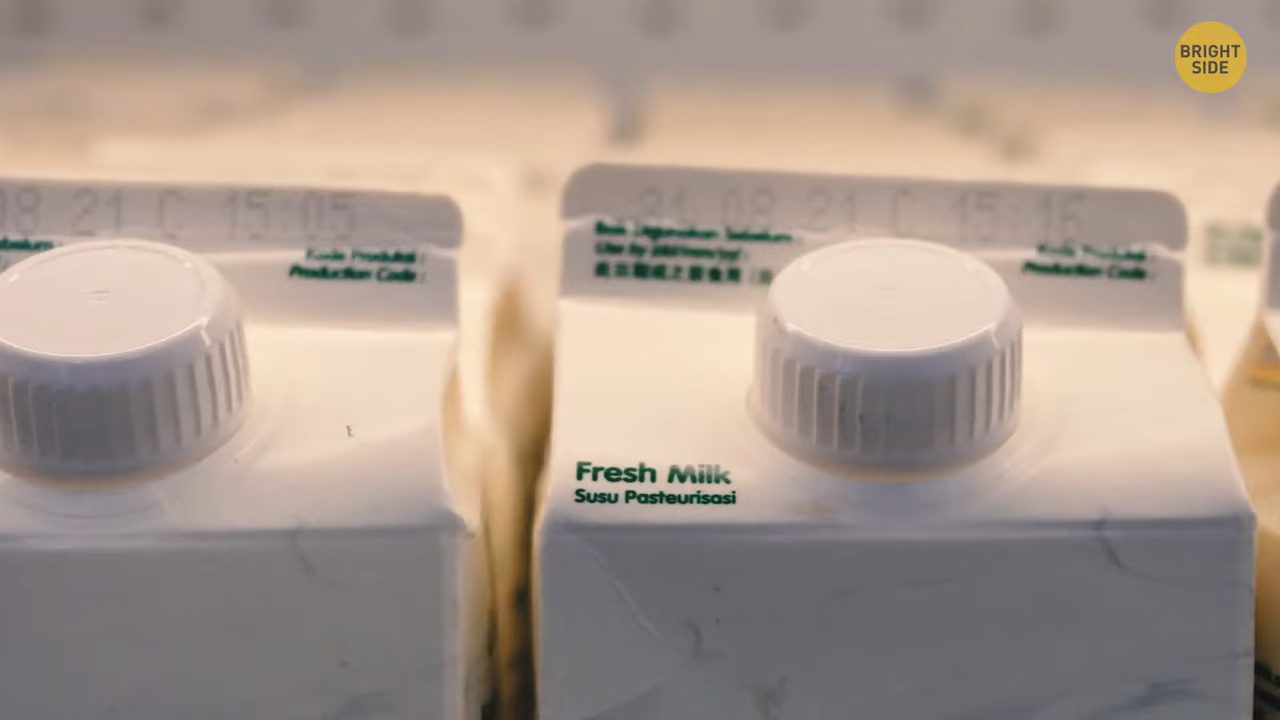 BRIGHT
SIDE
08 21 C 15:05
Kode Produksi :
Production Code :
31 08 21 C 15:16
Baik Digunakan Sebelum
Use by
Kode Produksi :
Production Code :
Fresh Milk
Susu Pasteurisasi